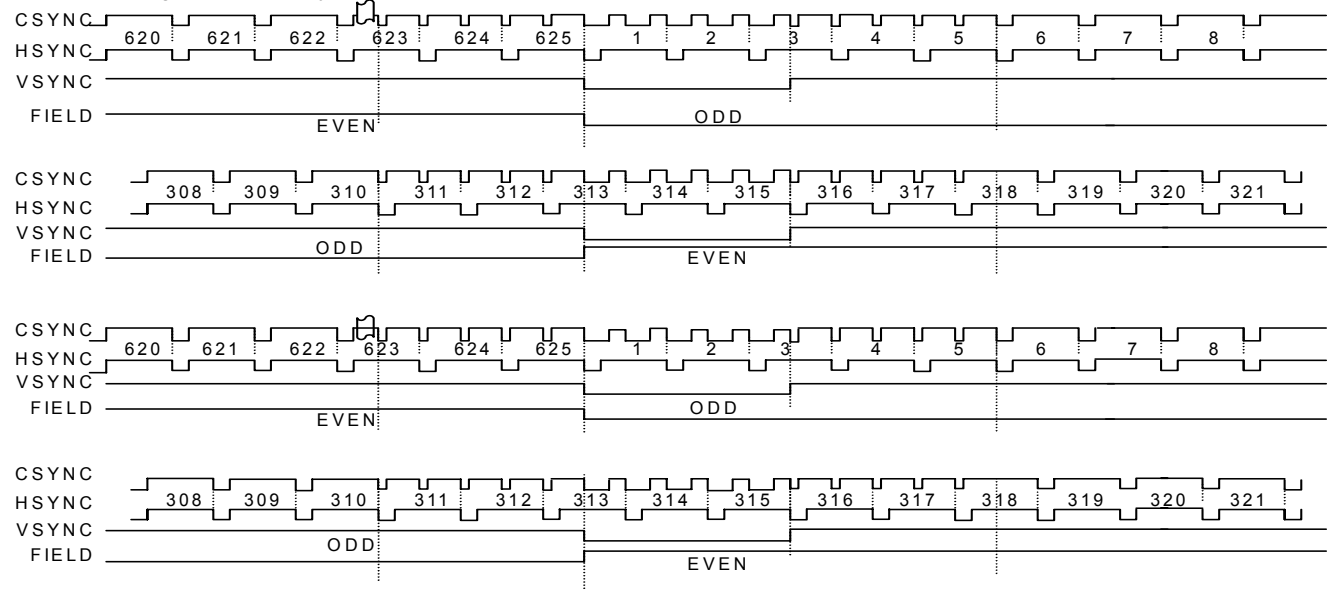 CSYNC
620 621 622 623 624 625 1 2 3 4 5 6 7 8
HSYNC
VSYNC
FIELD EVEN ODD
CSYNC
308 309 310 311 312 313 314 315 316 317 318 319 320 321
HSYNC
VSYNC
FIELD ODD EVEN
CSYNC
620 621 622 623 624 625 1 2 3 4 5 6 7 8
HSYNC
VSYNC
FIELD EVEN ODD
CSYNC
308 309 310 311 312 313 314 315 316 317 318 319 320 321
HSYNC
VSYNC
ODD
FIELD EVEN